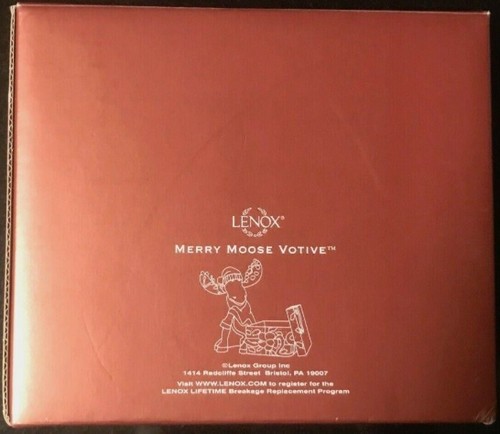 LENOX®
MERRY MOOSE VOTIVE™
©Lenox Group Inc
1414 Radcliffe Street Bristol, PA 19007
Visit WWW.LENOX.COM to register for the
LENOX LIFETIME Breakage Replacement Program